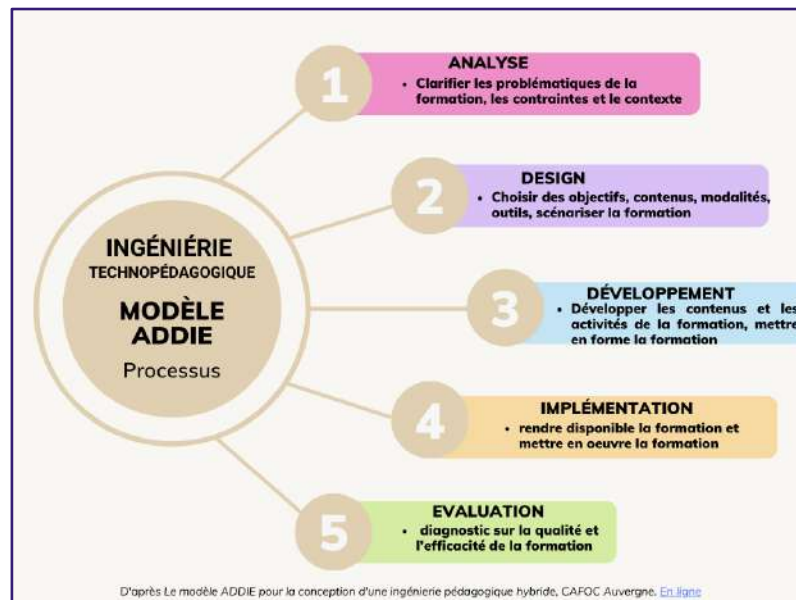 INGÉNIÉRIE
TECHNOPÉDAGOGIQUE
MODÈLE
ADDIE
Processus
1
ANALYSE
• Clarifier les problématiques de la
formation, les contraintes et le contexte
2
DESIGN
• Choisir des objectifs, contenus, modalités,
outils, scénariser la formation
3
DÉVELOPPEMENT
• Développer les contenus et les
activités de la formation, mettre
en forme la formation
4
IMPLÉMENTATION
• rendre disponible la formation et
mettre en oeuvre la formation
5
EVALUATION
• diagnostic sur la qualité et
l'efficacité de la formation
D'après Le modèle ADDIE pour la conception d'une ingénierie pédagogique hybride, CAFOC Auvergne. En ligne